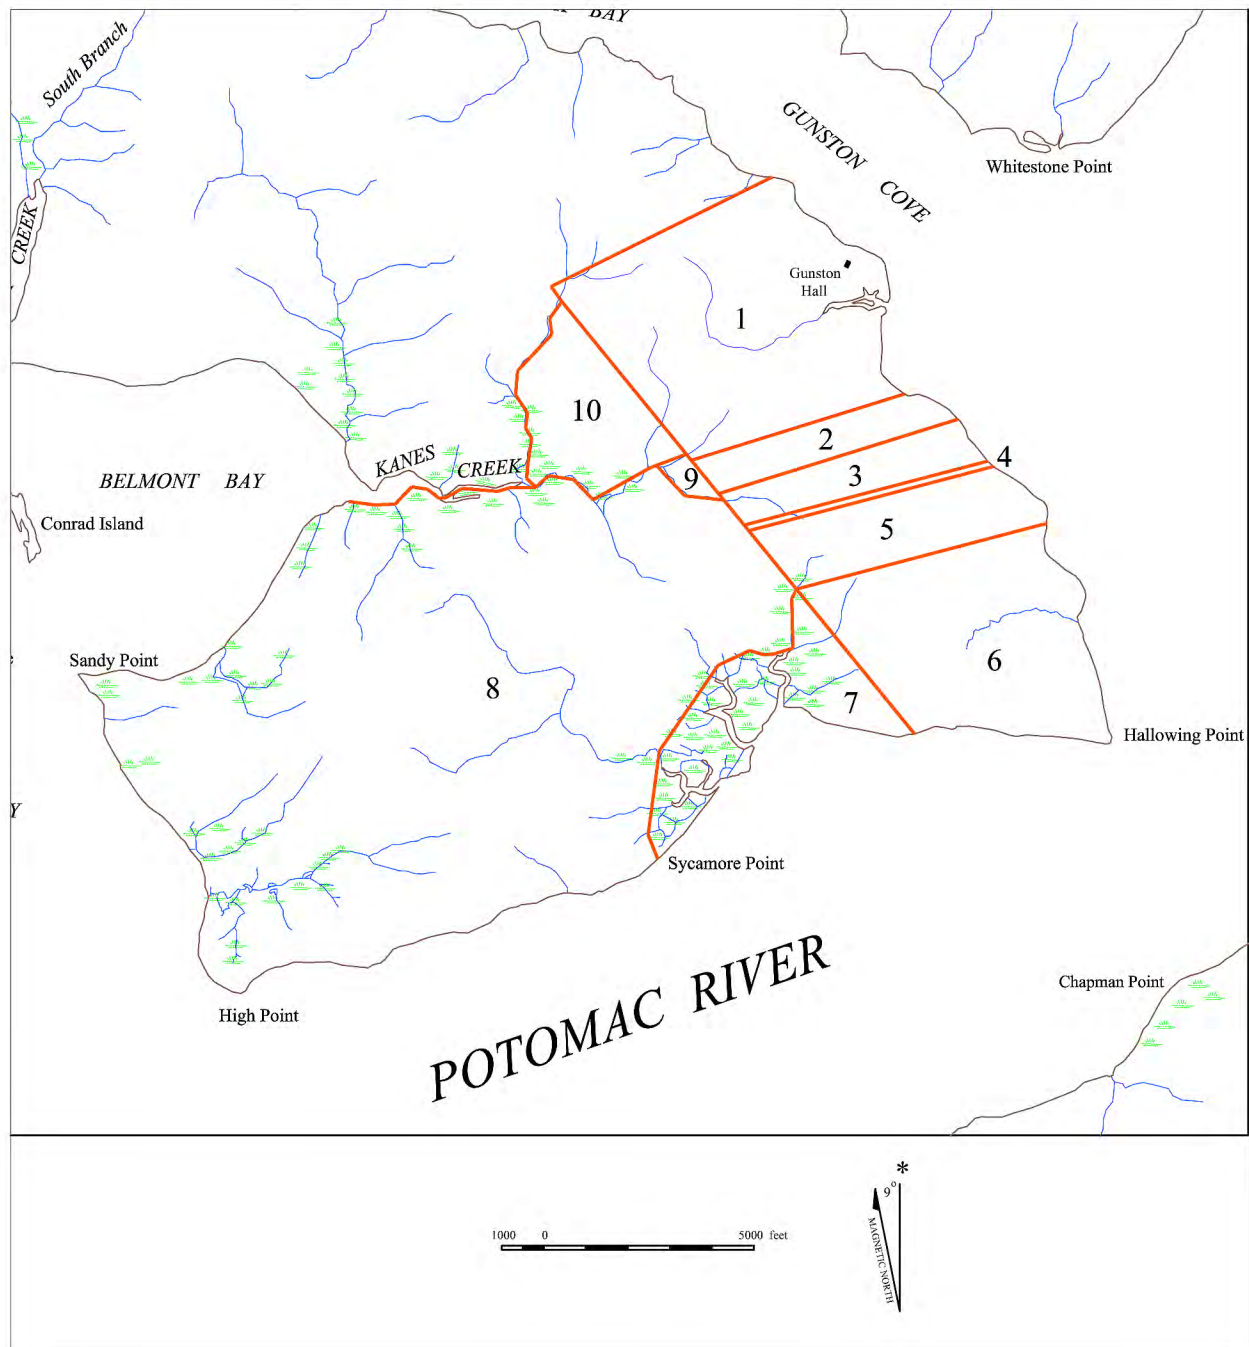 BAY
South Branch
GUNSTON COVE
Whitestone Point
CREEK
Gunston
Hall
1
10
2
4
KANES CREEK
3
9
BELMONT BAY
Conrad Island
5
Sandy Point
6
8
7
Hallowing Point
Y
Sycamore Point
POTOMAC RIVER
Chapman Point
High Point
*
9°
MAGNETIC NORTH
1000 0 5000 feet